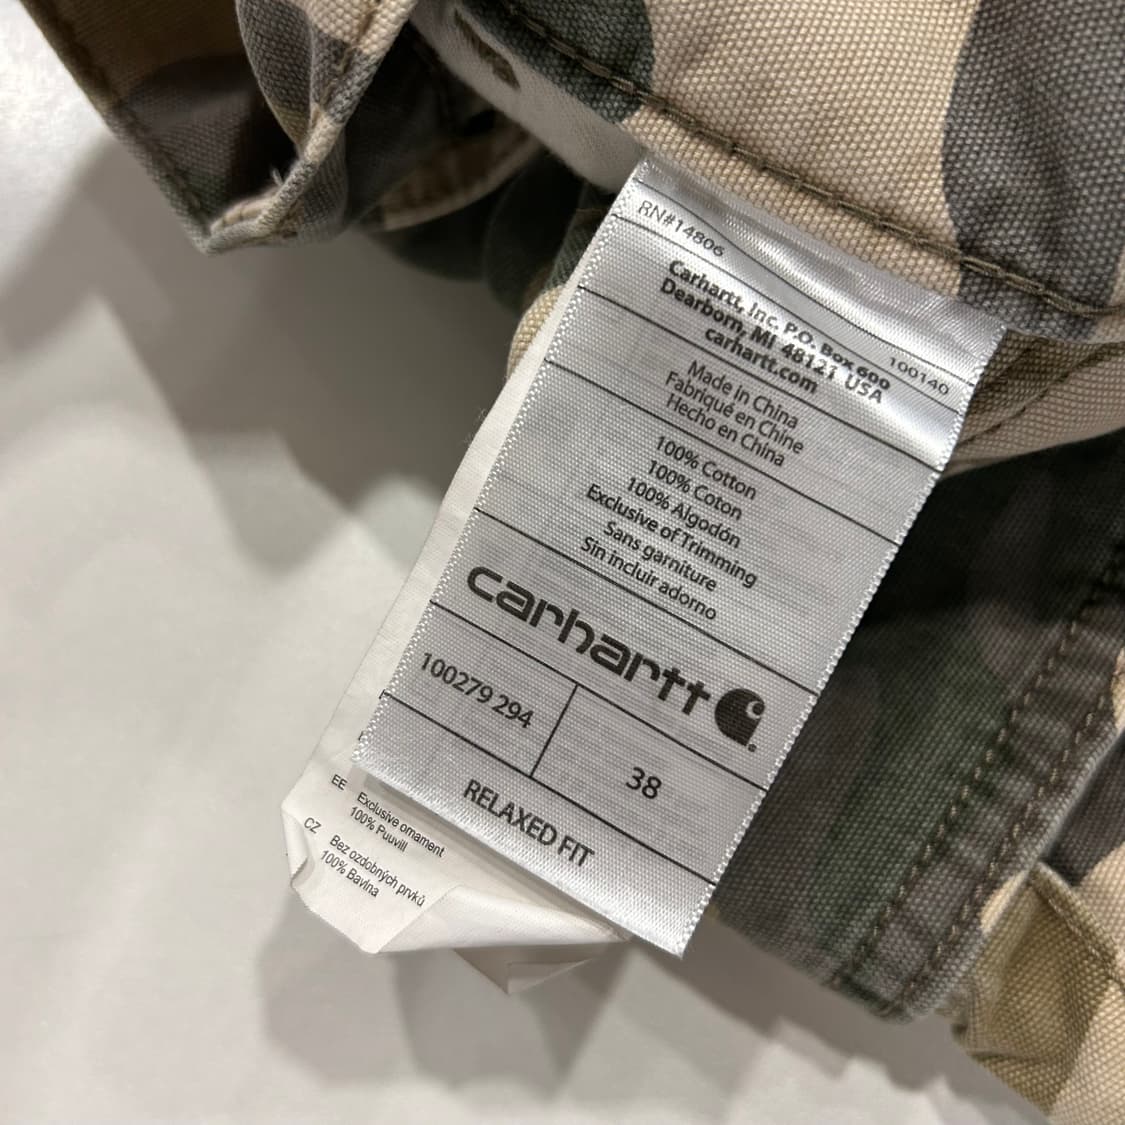 RN#14806
100140
Carhartt, Inc. P.O. Box 600
Dearborn, MI 48121 USA
carhartt.com
Made in China
Fabriqué en Chine
Hecho en China
100% Cotton
100% Coton
100% Algodón
Exclusive of Trimming
Sans garniture
Sin incluir adorno
carhartt
100279 294
38
RELAXED FIT
EE Exclusive ornament
100% Puuvill
CZ Bez ozdobných prvků
100% Bavlna